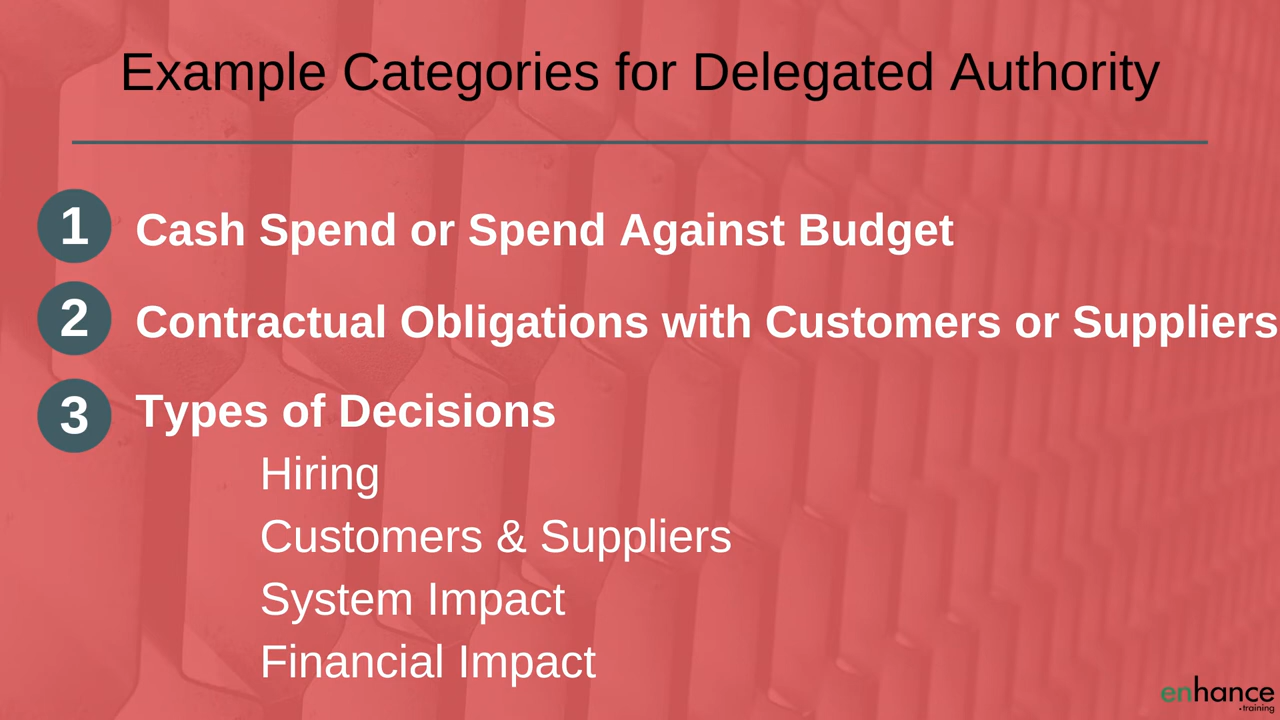 Example Categories for Delegated Authority
1 Cash Spend or Spend Against Budget
2 Contractual Obligations with Customers or Suppliers
3 Types of Decisions
Hiring
Customers & Suppliers
System Impact
Financial Impact
enhance
.training